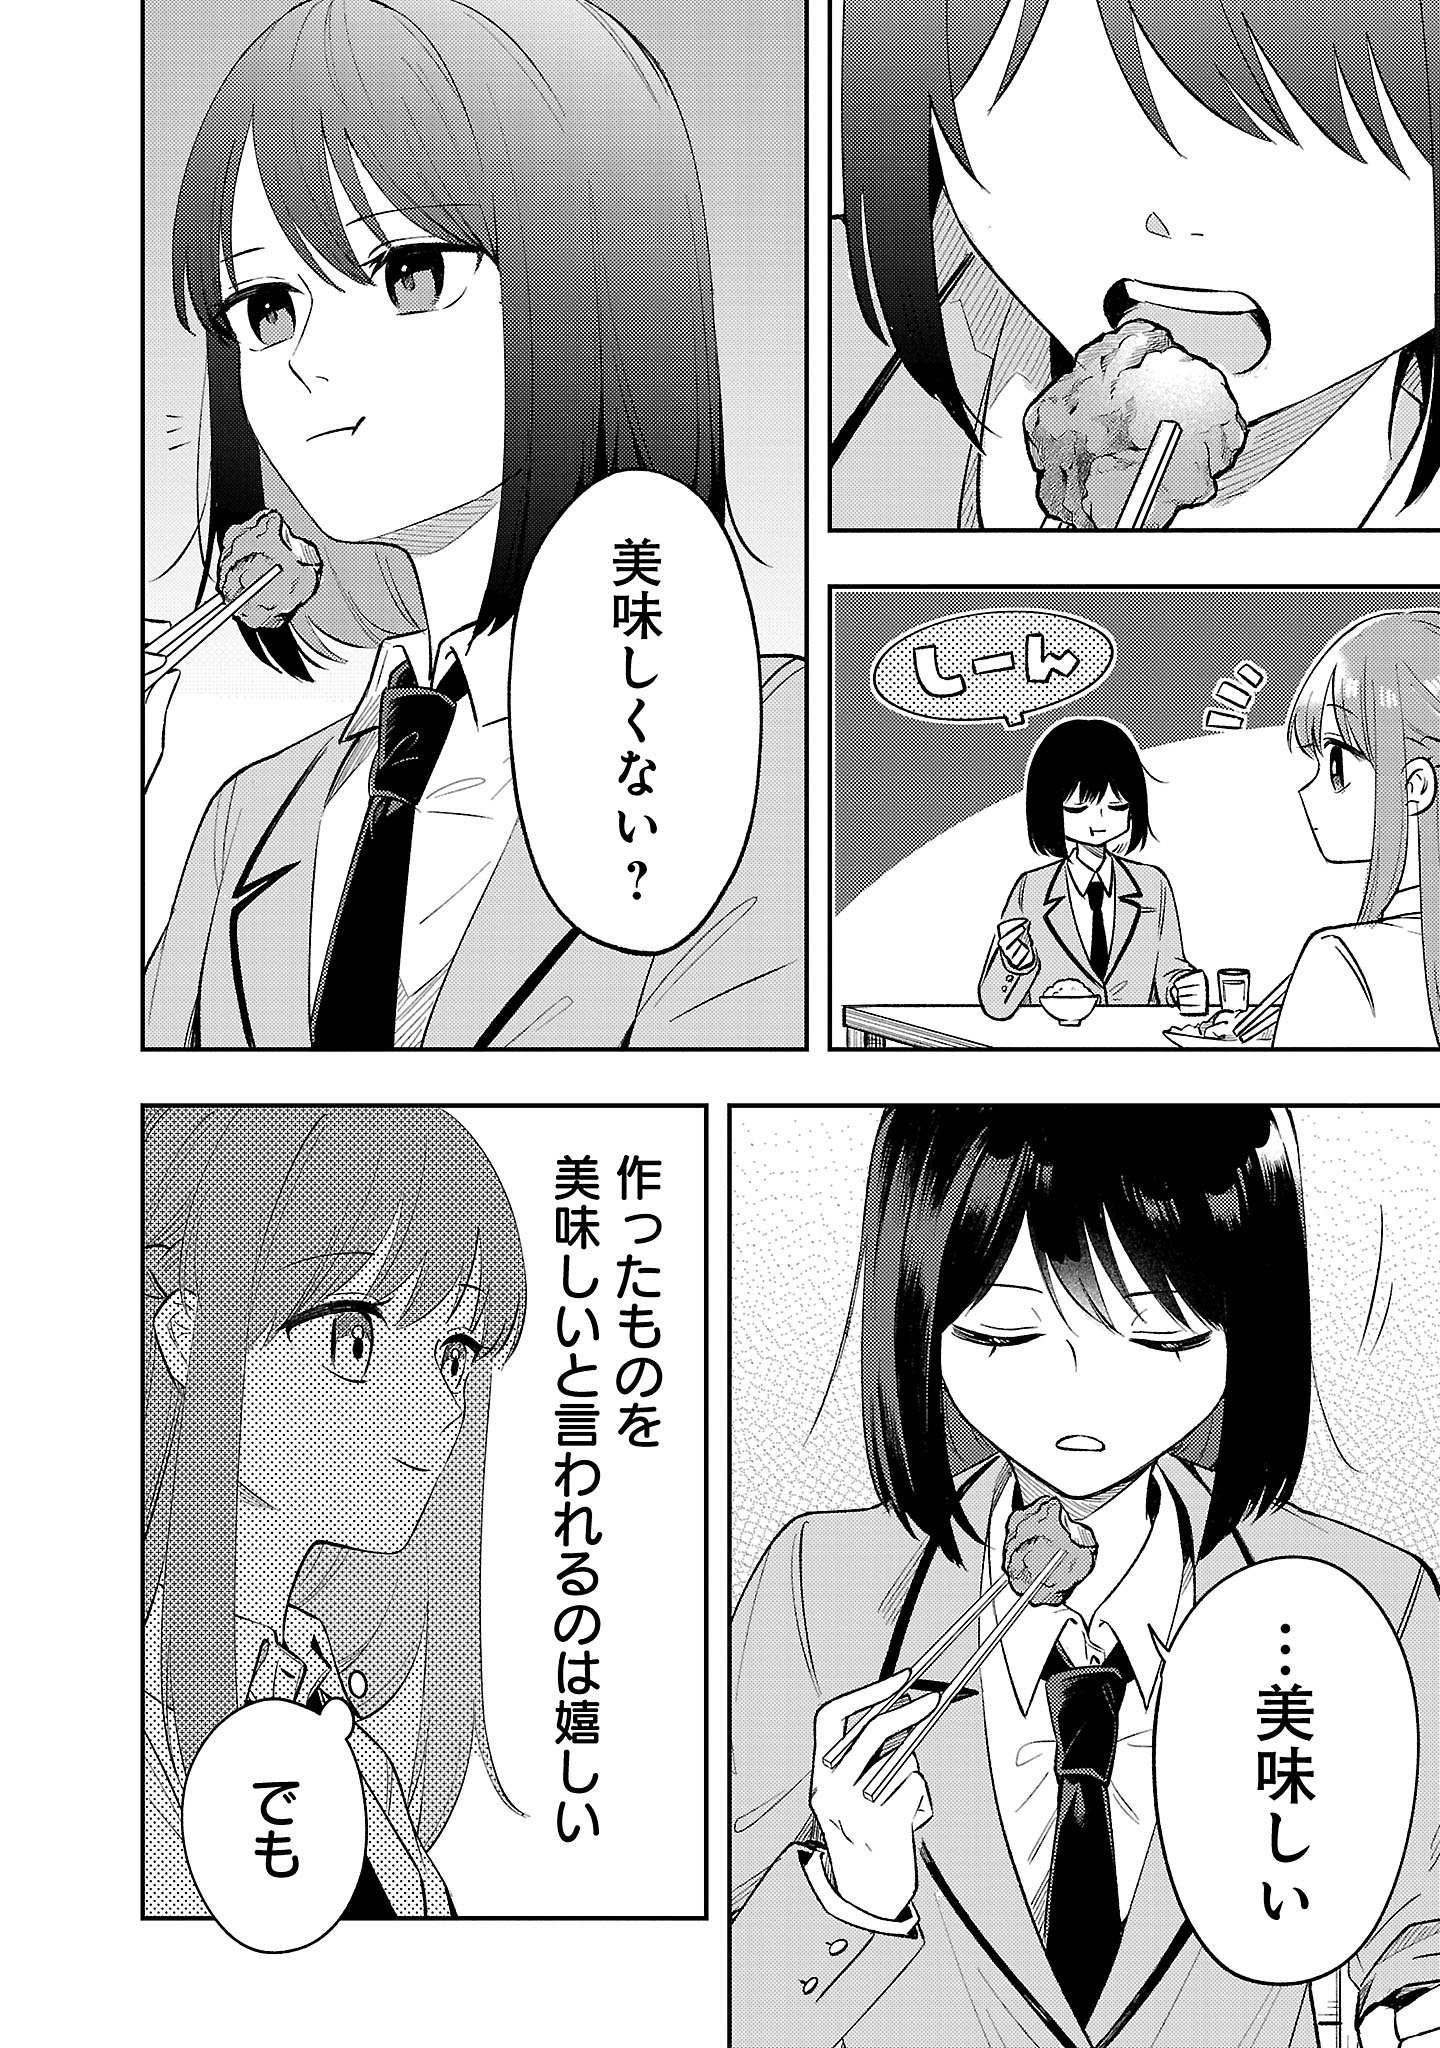 しーん
美味しくない?
…美味しい
作ったものを
美味しいと言われるのは嬉しい
でも